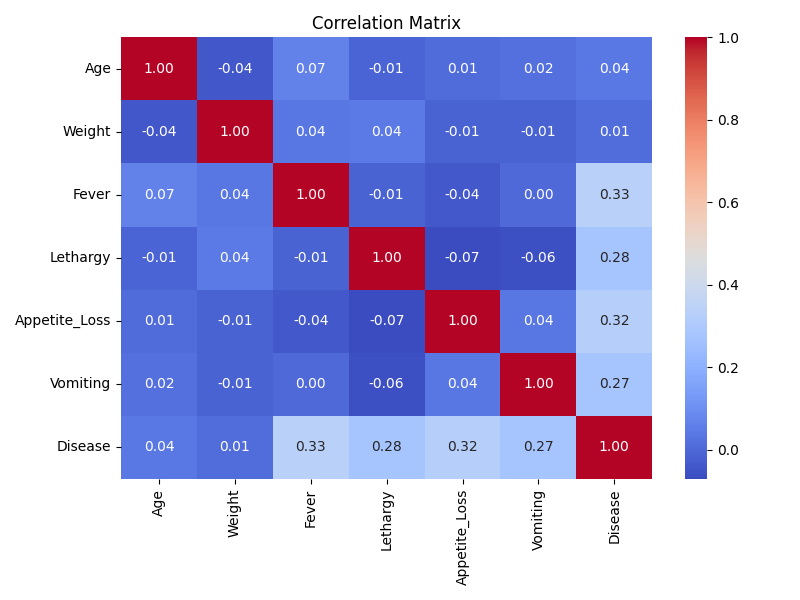 Correlation Matrix
Age 1.00 -0.04 0.07 -0.01 0.01 0.02 0.04
Weight -0.04 1.00 0.04 0.04 -0.01 -0.01 0.01
Fever 0.07 0.04 1.00 -0.01 -0.04 0.00 0.33
Lethargy -0.01 0.04 -0.01 1.00 -0.07 -0.06 0.28
Appetite_Loss 0.01 -0.01 -0.04 -0.07 1.00 0.04 0.32
Vomiting 0.02 -0.01 0.00 -0.06 0.04 1.00 0.27
Disease 0.04 0.01 0.33 0.28 0.32 0.27 1.00
Age Weight Fever Lethargy Appetite_Loss Vomiting Disease
1.0
0.8
0.6
0.4
0.2
0.0